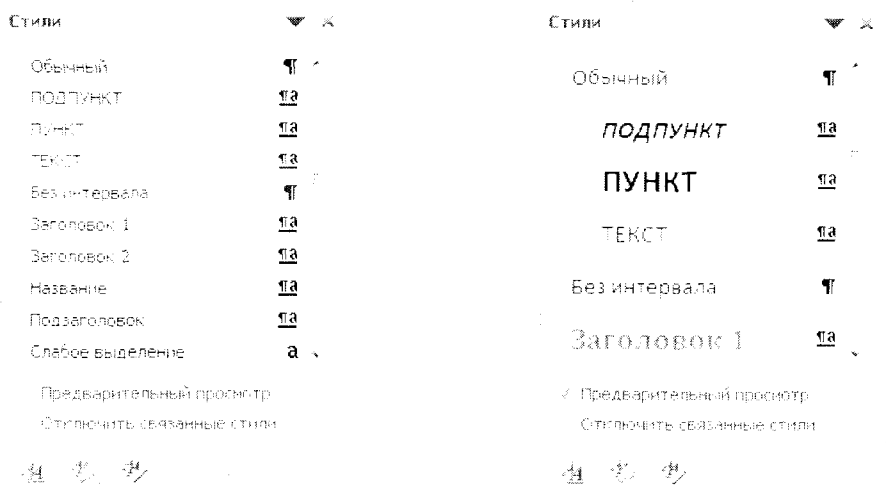 Стили
Обычный ¶
ПОДПУНКТ ¶a
ПУНКТ ¶a
ТЕКСТ ¶a
Без интервала ¶
Заголовок 1 ¶a
Заголовок 2 ¶a
Название ¶a
Подзаголовок ¶a
Слабое выделение a
Предварительный просмотр
Отключить связанные стили
Стили
Обычный ¶
ПОДПУНКТ ¶a
ПУНКТ ¶a
ТЕКСТ ¶a
Без интервала ¶
Заголовок 1 ¶a
Предварительный просмотр
Отключить связанные стили